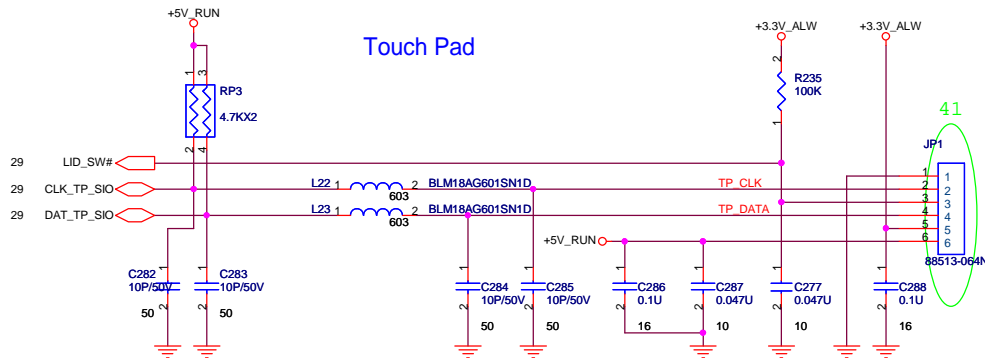 +5V_RUN
Touch Pad
+3.3V_ALW
+3.3V_ALW
1
3
RP3
4.7KX2
2
4
2
R235
100K
1
41
JP1
29 LID_SW#
29 CLK_TP_SIO
L22 1
2 BLM18AG601SN1D
603
TP_CLK
29 DAT_TP_SIO
L23 1
2 BLM18AG601SN1D
603
TP_DATA
+5V_RUN
1 1
2 2
3 3
4 4
5 5
6 6
88513-064N
1
C282
10P/50V
2
50
1
C283
10P/50V
2
50
1
C284
10P/50V
2
50
1
C285
10P/50V
2
50
1
C286
0.1U
2
16
1
C287
0.047U
2
10
1
C277
0.047U
2
10
1
C288
0.1U
2
16